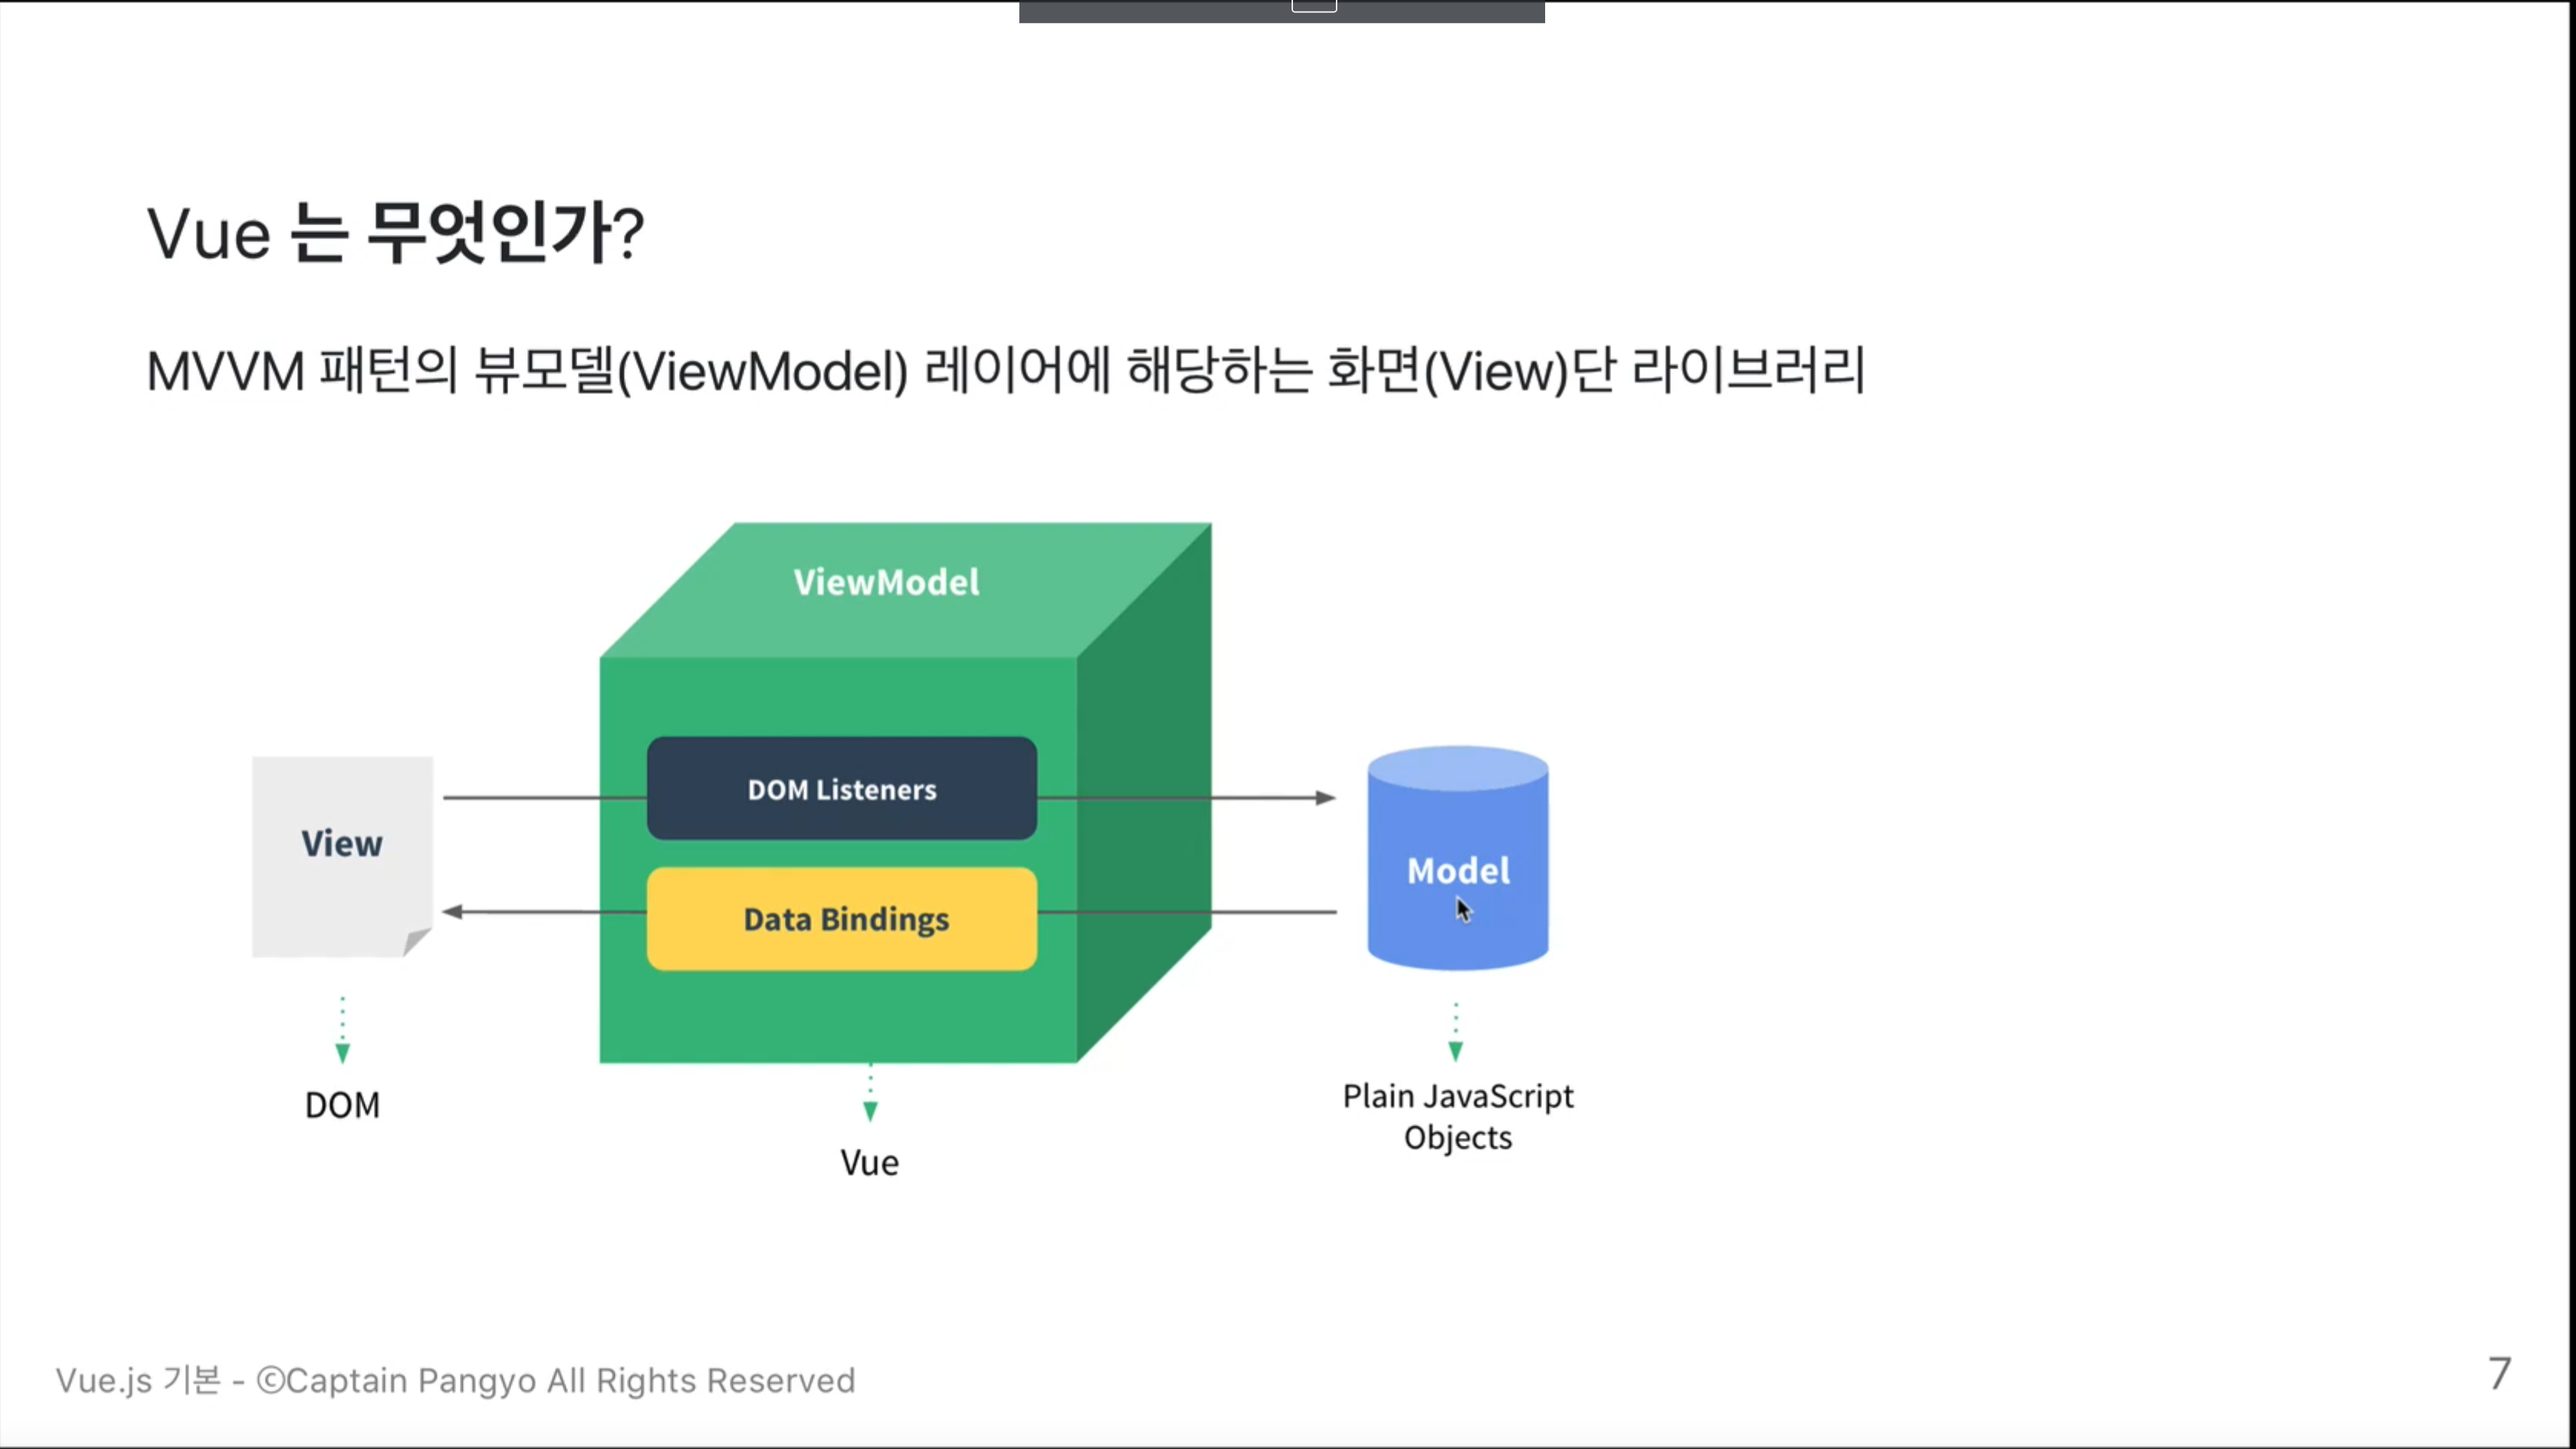 Vue 는 무엇인가?
MVVM 패턴의 뷰모델(ViewModel) 레이어에 해당하는 화면(View)단 라이브러리
ViewModel
DOM Listeners
View
Model
Data Bindings
DOM
Plain JavaScript
Objects
Vue
Vue.js 기본 - ©Captain Pangyo All Rights Reserved
7